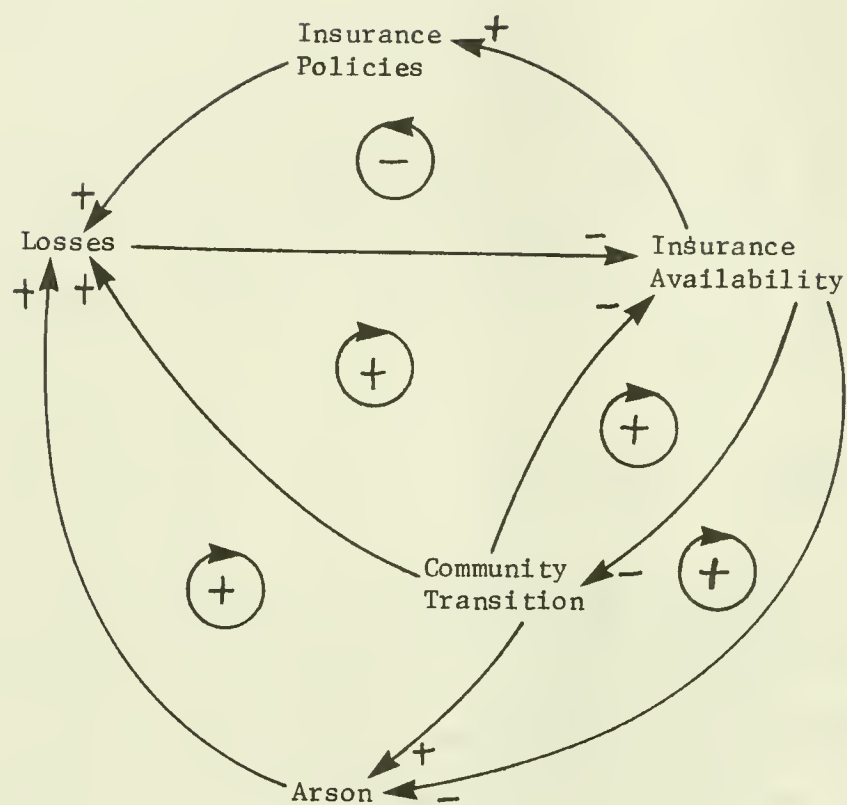 +
Insurance
Policies
-
+
Losses
-
Insurance
Availability
+
+
-
+
+
+
+
Community
Transition
-
+
+
Arson
-